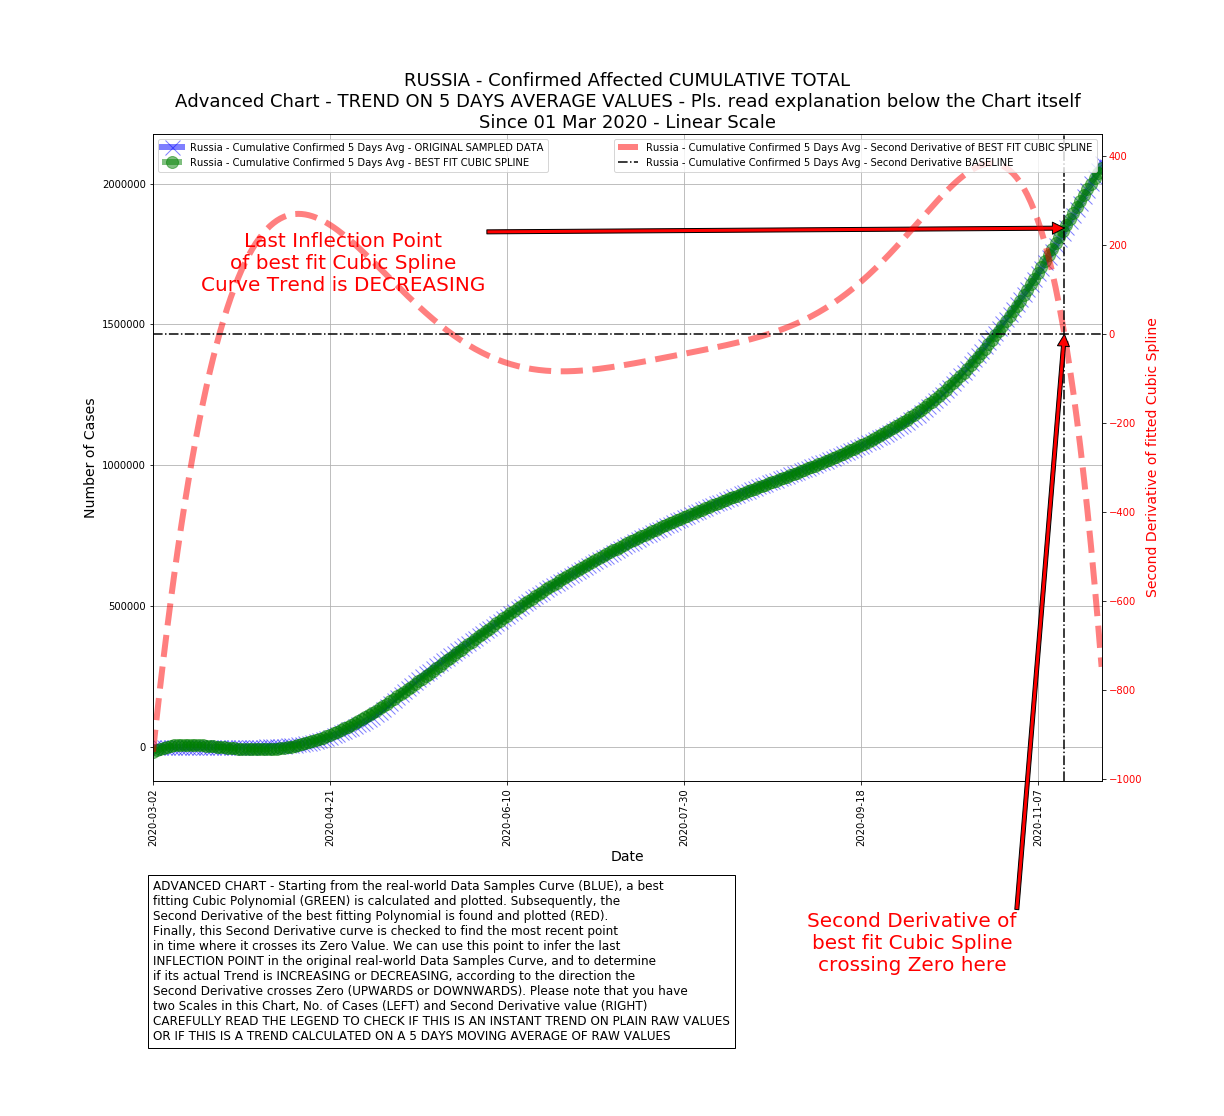 RUSSIA - Confirmed Affected CUMULATIVE TOTAL
Advanced Chart - TREND ON 5 DAYS AVERAGE VALUES - Pls. read explanation below the Chart itself
Since 01 Mar 2020 - Linear Scale
Russia - Cumulative Confirmed 5 Days Avg - ORIGINAL SAMPLED DATA
Russia - Cumulative Confirmed 5 Days Avg - BEST FIT CUBIC SPLINE
Russia - Cumulative Confirmed 5 Days Avg - Second Derivative of BEST FIT CUBIC SPLINE
Russia - Cumulative Confirmed 5 Days Avg - Second Derivative BASELINE
Last Inflection Point
of best fit Cubic Spline
Curve Trend is DECREASING
Number of Cases
2000000
1500000
1000000
500000
0
400
200
0
−200
−400
−600
−800
−1000
Second Derivative of fitted Cubic Spline
2020-03-02
2020-04-21
2020-06-10
2020-07-30
2020-09-18
2020-11-07
Date
ADVANCED CHART - Starting from the real-world Data Samples Curve (BLUE), a best
fitting Cubic Polynomial (GREEN) is calculated and plotted. Subsequently, the
Second Derivative of the best fitting Polynomial is found and plotted (RED).
Finally, this Second Derivative curve is checked to find the most recent point
in time where it crosses its Zero Value. We can use this point to infer the last
INFLECTION POINT in the original real-world Data Samples Curve, and to determine
if its actual Trend is INCREASING or DECREASING, according to the direction the
Second Derivative crosses Zero (UPWARDS or DOWNWARDS). Please note that you have
two Scales in this Chart, No. of Cases (LEFT) and Second Derivative value (RIGHT)
CAREFULLY READ THE LEGEND TO CHECK IF THIS IS AN INSTANT TREND ON PLAIN RAW VALUES
OR IF THIS IS A TREND CALCULATED ON A 5 DAYS MOVING AVERAGE OF RAW VALUES
Second Derivative of
best fit Cubic Spline
crossing Zero here